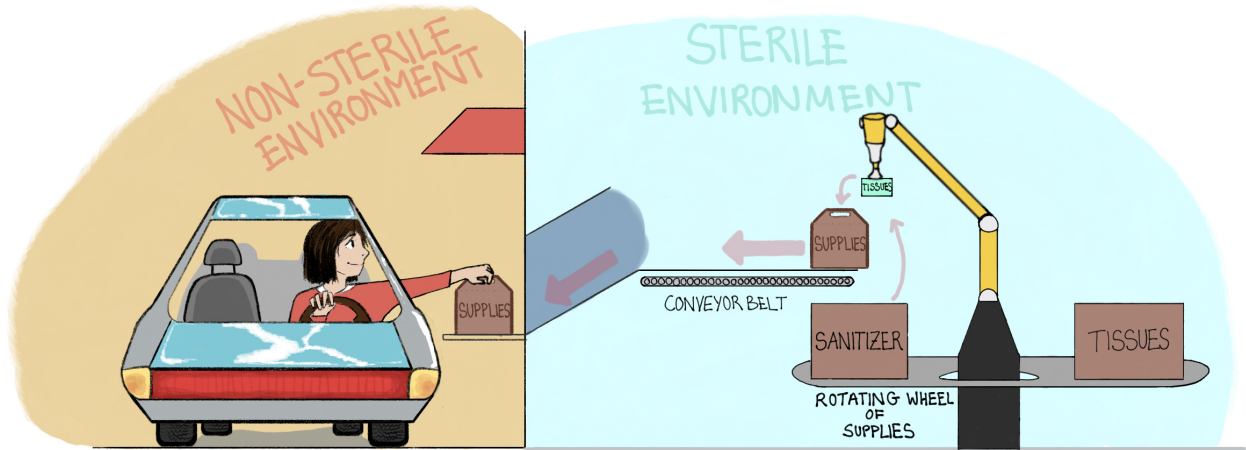 NON-STERILE
ENVIRONMENT
SUPPLIES
STERILE
ENVIRONMENT
TISSUES
SUPPLIES
CONVEYOR BELT
SANITIZER
TISSUES
ROTATING WHEEL
OF
SUPPLIES